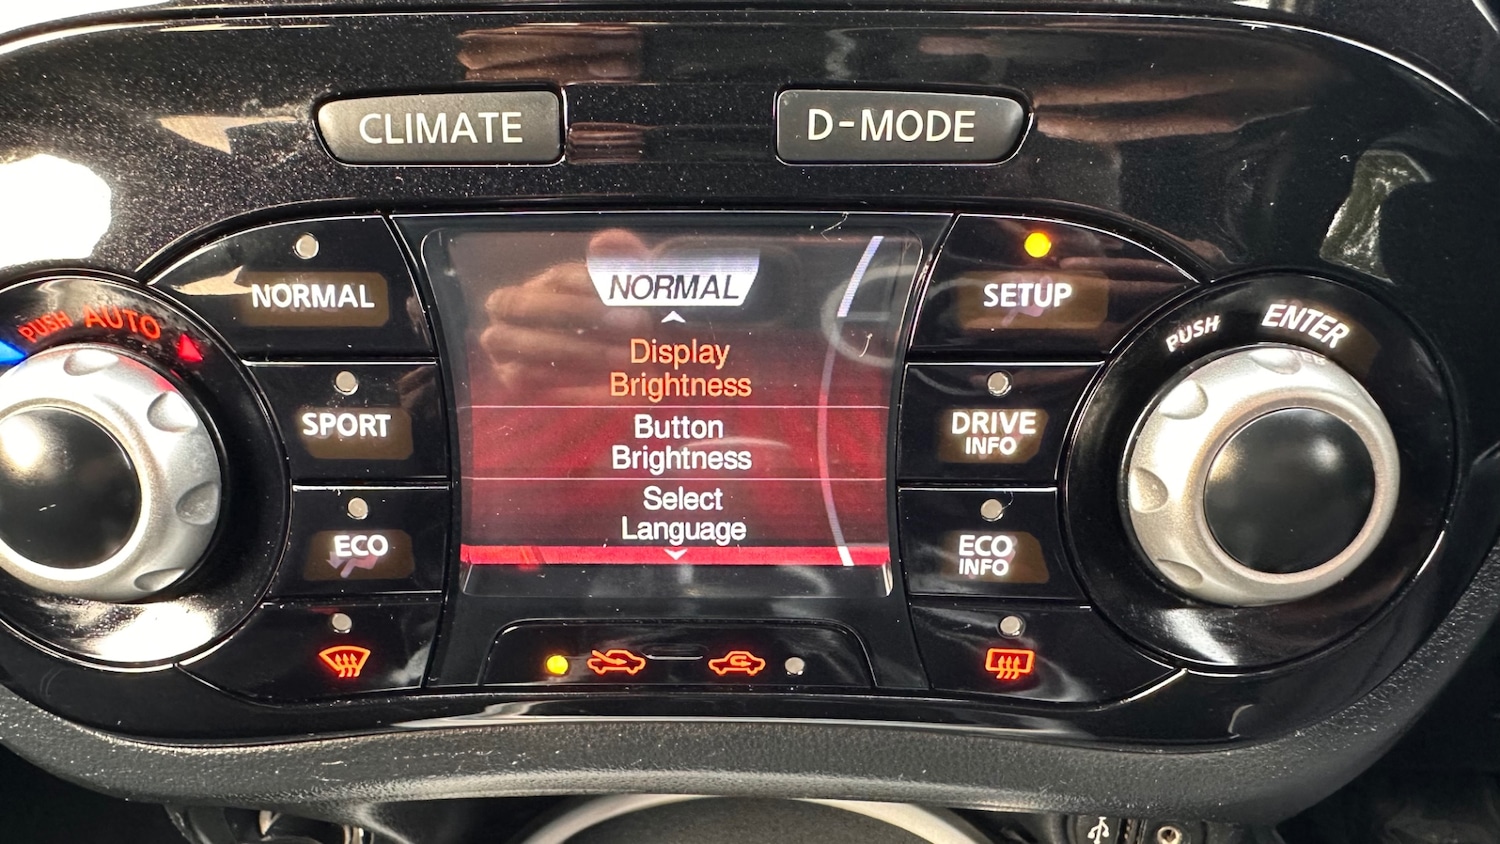 CLIMATE
D-MODE
NORMAL
NORMAL
SETUP
PUSH AUTO
PUSH ENTER
Display
Brightness
SPORT
Button
Brightness
DRIVE
INFO
Select
Language
ECO
ECO
INFO